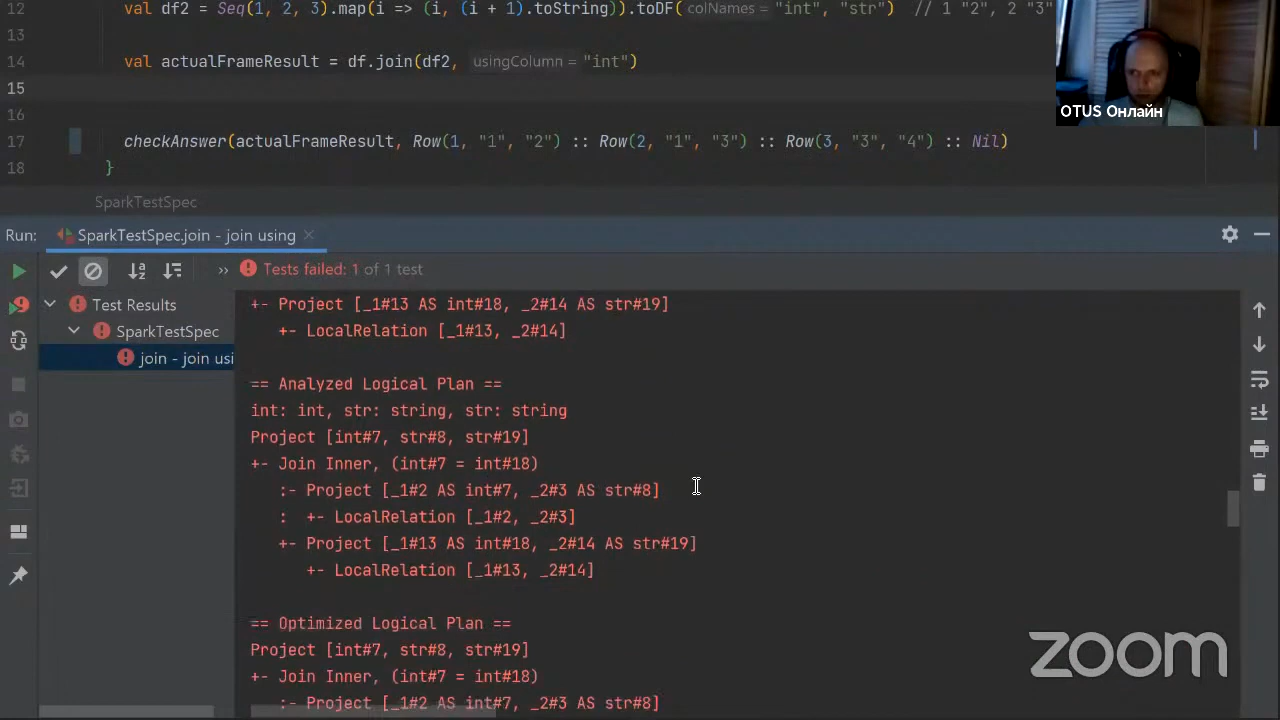 12 val df2 = Seq(1, 2, 3).map(i => (i, (i + 1).toString)).toDF( colNames = "int", "str") // 1 "2", 2 "3"
13
14 val actualFrameResult = df.join(df2, usingColumn = "int")
15
16
17 checkAnswer(actualFrameResult, Row(1, "1", "2") :: Row(2, "1", "3") :: Row(3, "3", "4") :: Nil)
18 }
OTUS Онлайн
SparkTestSpec
Run: SparkTestSpec.join - join using ×
» Tests failed: 1 of 1 test
Test Results
SparkTestSpec
join - join usi
+- Project [_1#13 AS int#18, _2#14 AS str#19]
+- LocalRelation [_1#13, _2#14]
== Analyzed Logical Plan ==
int: int, str: string, str: string
Project [int#7, str#8, str#19]
+- Join Inner, (int#7 = int#18)
:- Project [_1#2 AS int#7, _2#3 AS str#8]
: +- LocalRelation [_1#2, _2#3]
+- Project [_1#13 AS int#18, _2#14 AS str#19]
+- LocalRelation [_1#13, _2#14]
== Optimized Logical Plan ==
Project [int#7, str#8, str#19]
+- Join Inner, (int#7 = int#18)
:- Project [_1#2 AS int#7, _2#3 AS str#8]
zoom